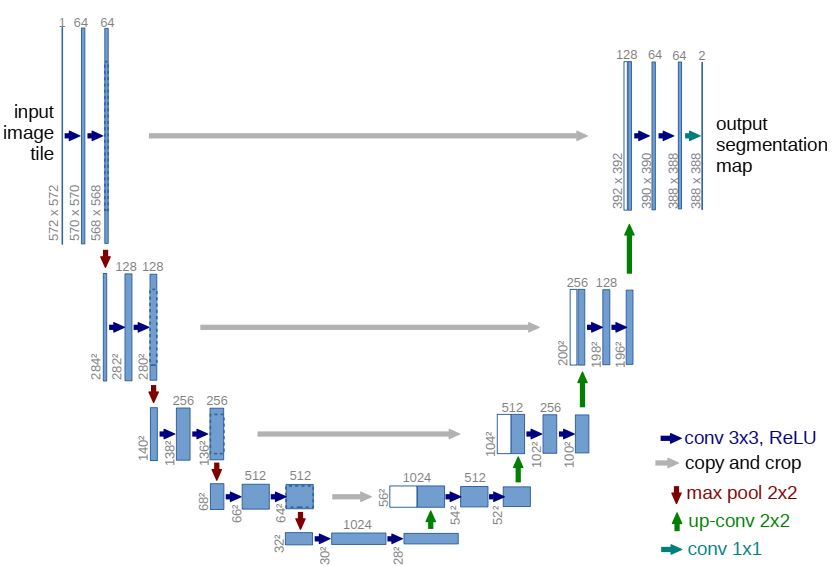 1 64 64
128 64 64 2
input
image
tile
output
segmentation
map
572 x 572
570 x 570
568 x 568
392 x 392
390 x 390
388 x 388
388 x 388
128 128
256 128
284²
282²
280²
200²
198²
196²
256 256
512 256
140²
138²
136²
104²
102²
100²
512 512
1024 512
68²
66²
64²
56²
54²
52²
1024
32²
30²
28²
conv 3x3, ReLU
copy and crop
max pool 2x2
up-conv 2x2
conv 1x1